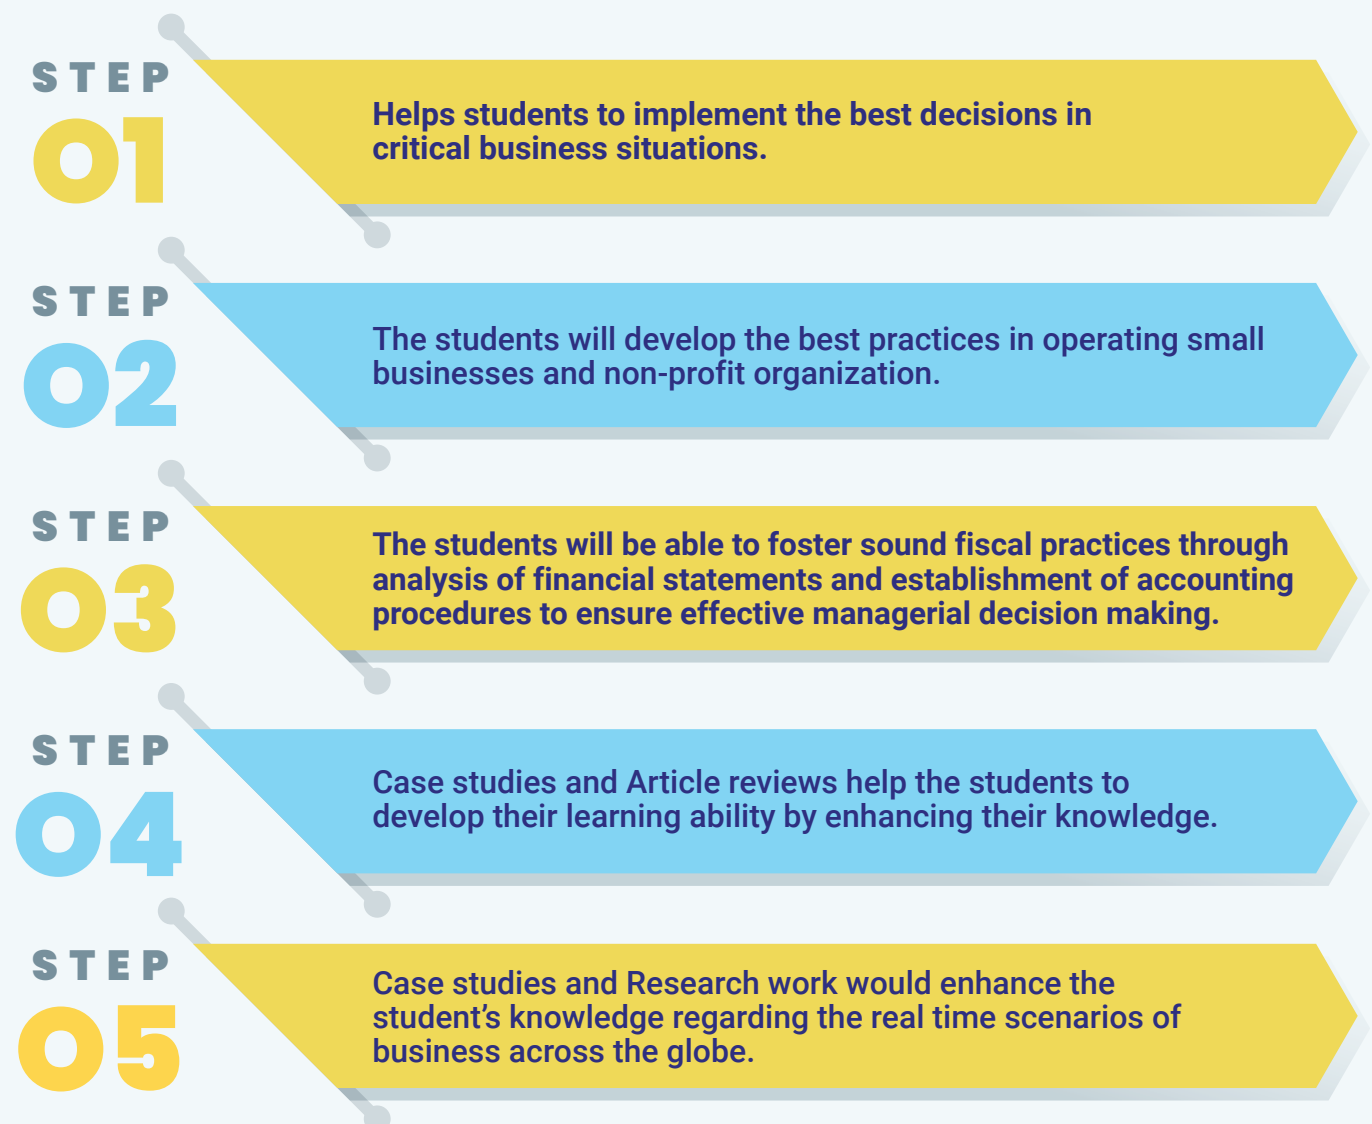 STEP
01
Helps students to implement the best decisions in
critical business situations.
STEP
02
The students will develop the best practices in operating small
businesses and non-profit organization.
STEP
03
The students will be able to foster sound fiscal practices through
analysis of financial statements and establishment of accounting
procedures to ensure effective managerial decision making.
STEP
04
Case studies and Article reviews help the students to
develop their learning ability by enhancing their knowledge.
STEP
05
Case studies and Research work would enhance the
student’s knowledge regarding the real time scenarios of
business across the globe.